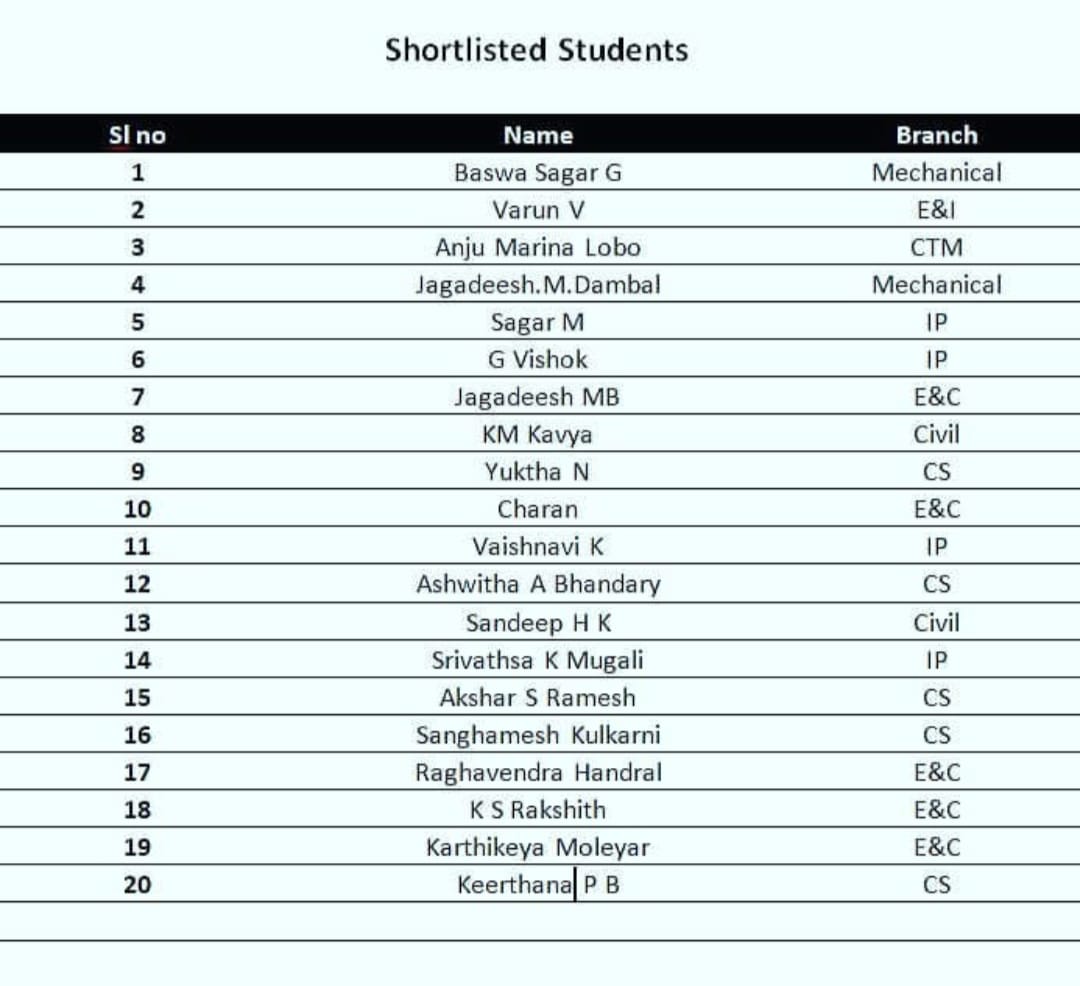 Shortlisted Students
Sl no Name Branch
1 Baswa Sagar G Mechanical
2 Varun V E&I
3 Anju Marina Lobo CTM
4 Jagadeesh.M.Dambal Mechanical
5 Sagar M IP
6 G Vishok IP
7 Jagadeesh MB E&C
8 KM Kavya Civil
9 Yuktha N CS
10 Charan E&C
11 Vaishnavi K IP
12 Ashwitha A Bhandary CS
13 Sandeep H K Civil
14 Srivathsa K Mugali IP
15 Akshar S Ramesh CS
16 Sanghamesh Kulkarni CS
17 Raghavendra Handral E&C
18 K S Rakshith E&C
19 Karthikeya Moleyar E&C
20 Keerthana P B CS